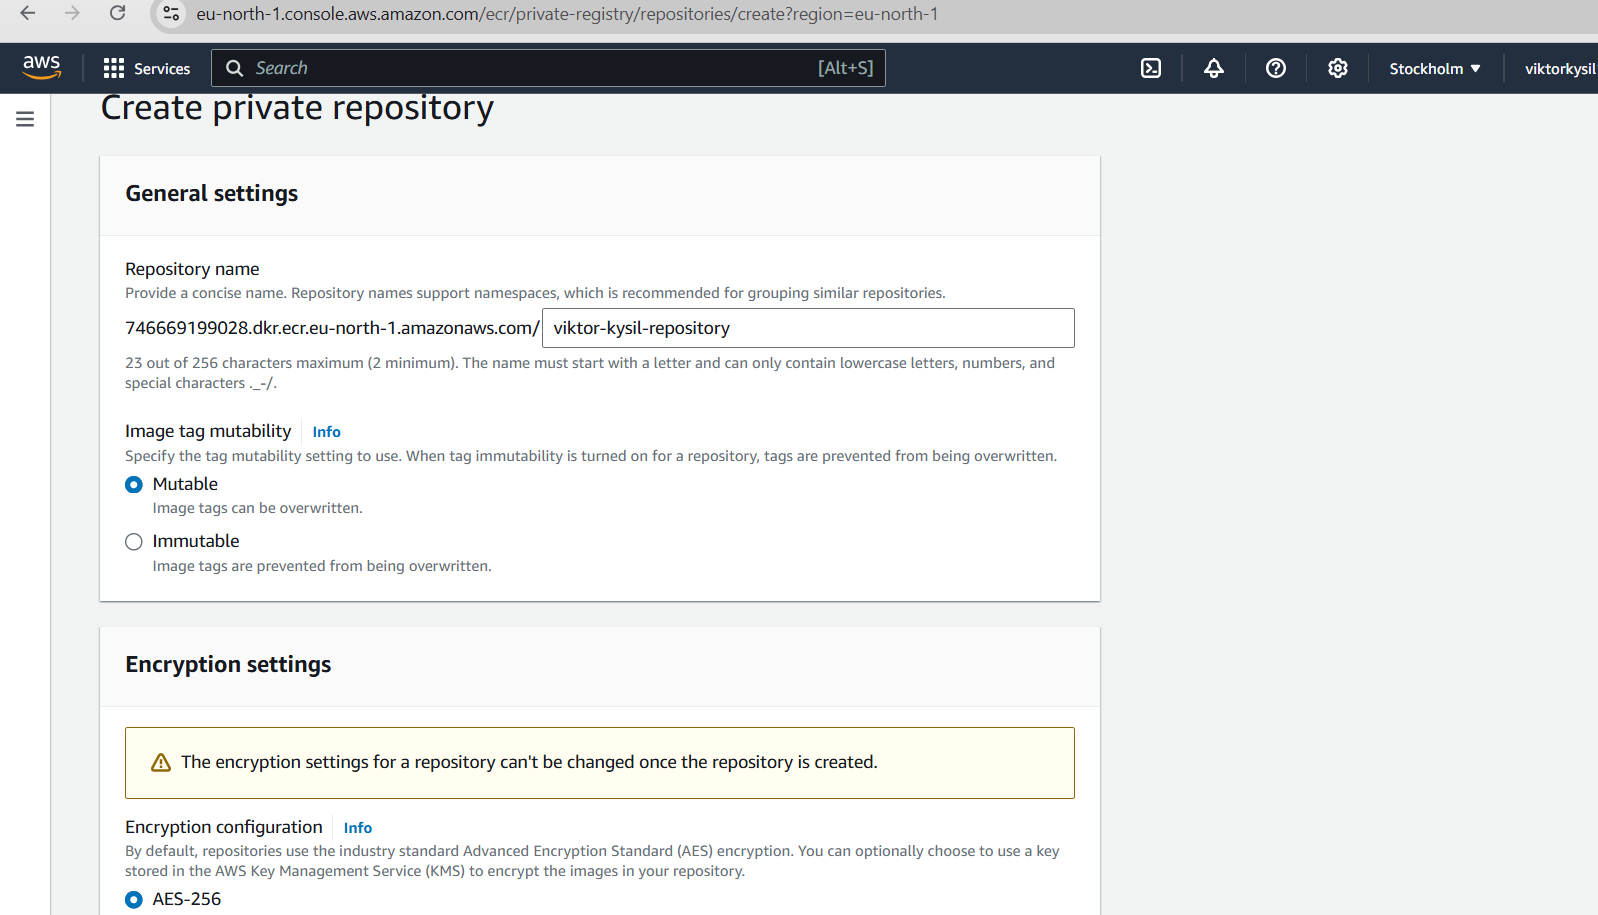 eu-north-1.console.aws.amazon.com/ecr/private-registry/repositories/create?region=eu-north-1
aws
Services
Search
[Alt+S]
Stockholm
viktorkysil
Create private repository
General settings
Repository name
Provide a concise name. Repository names support namespaces, which is recommended for grouping similar repositories.
746669199028.dkr.ecr.eu-north-1.amazonaws.com/ viktor-kysil-repository
23 out of 256 characters maximum (2 minimum). The name must start with a letter and can only contain lowercase letters, numbers, and
special characters ._-/.
Image tag mutability Info
Specify the tag mutability setting to use. When tag immutability is turned on for a repository, tags are prevented from being overwritten.
Mutable
Image tags can be overwritten.
Immutable
Image tags are prevented from being overwritten.
Encryption settings
The encryption settings for a repository can't be changed once the repository is created.
Encryption configuration Info
By default, repositories use the industry standard Advanced Encryption Standard (AES) encryption. You can optionally choose to use a key
stored in the AWS Key Management Service (KMS) to encrypt the images in your repository.
AES-256